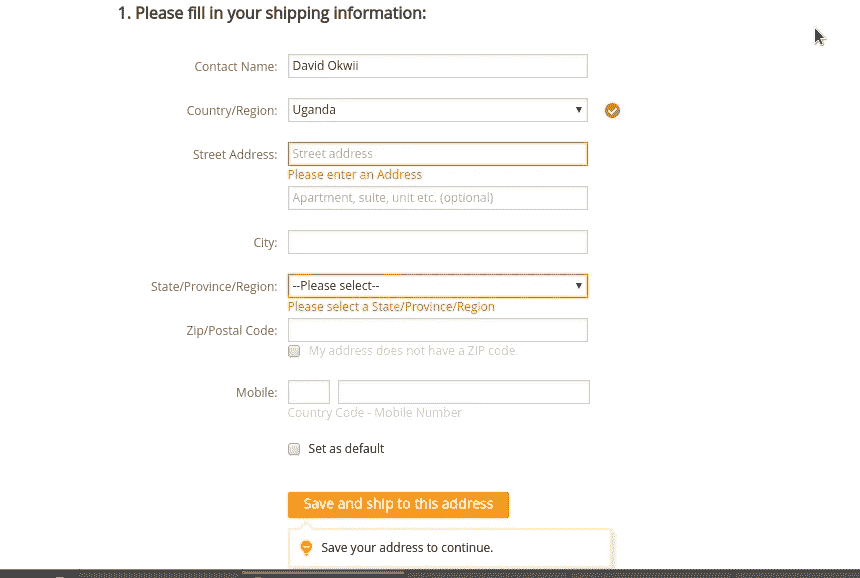 1. Please fill in your shipping information:
Contact Name: David Okwii
Country/Region: Uganda
Street Address: Street address
Please enter an Address
Apartment, suite, unit etc. (optional)
City:
State/Province/Region: --Please select--
Please select a State/Province/Region
Zip/Postal Code:
My address does not have a ZIP code.
Mobile:
Country Code - Mobile Number
Set as default
Save and ship to this address
Save your address to continue.